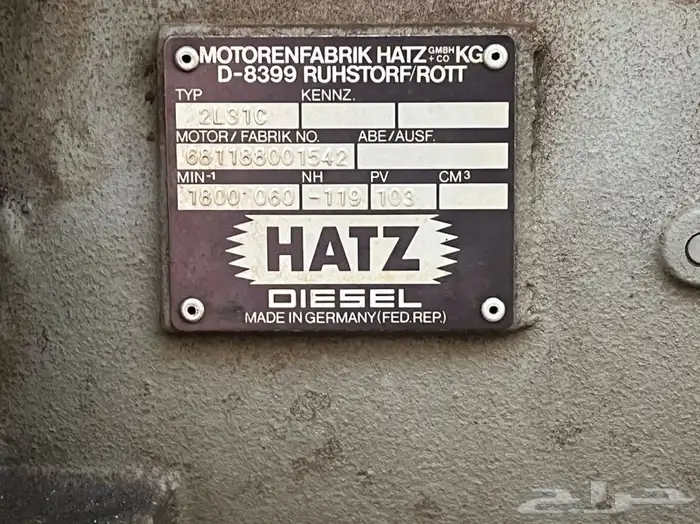 MOTORENFABRIK HATZ GMBH + CO KG
D-8399 RUHSTORF/ROTT
TYP KENNZ.
2L31C
MOTOR/FABRIK NO. ABE/AUSF.
681188001542
MIN-¹ NH PV CM³
1800 060 -119 103
HATZ
DIESEL
MADE IN GERMANY (FED.REP.)
حراج